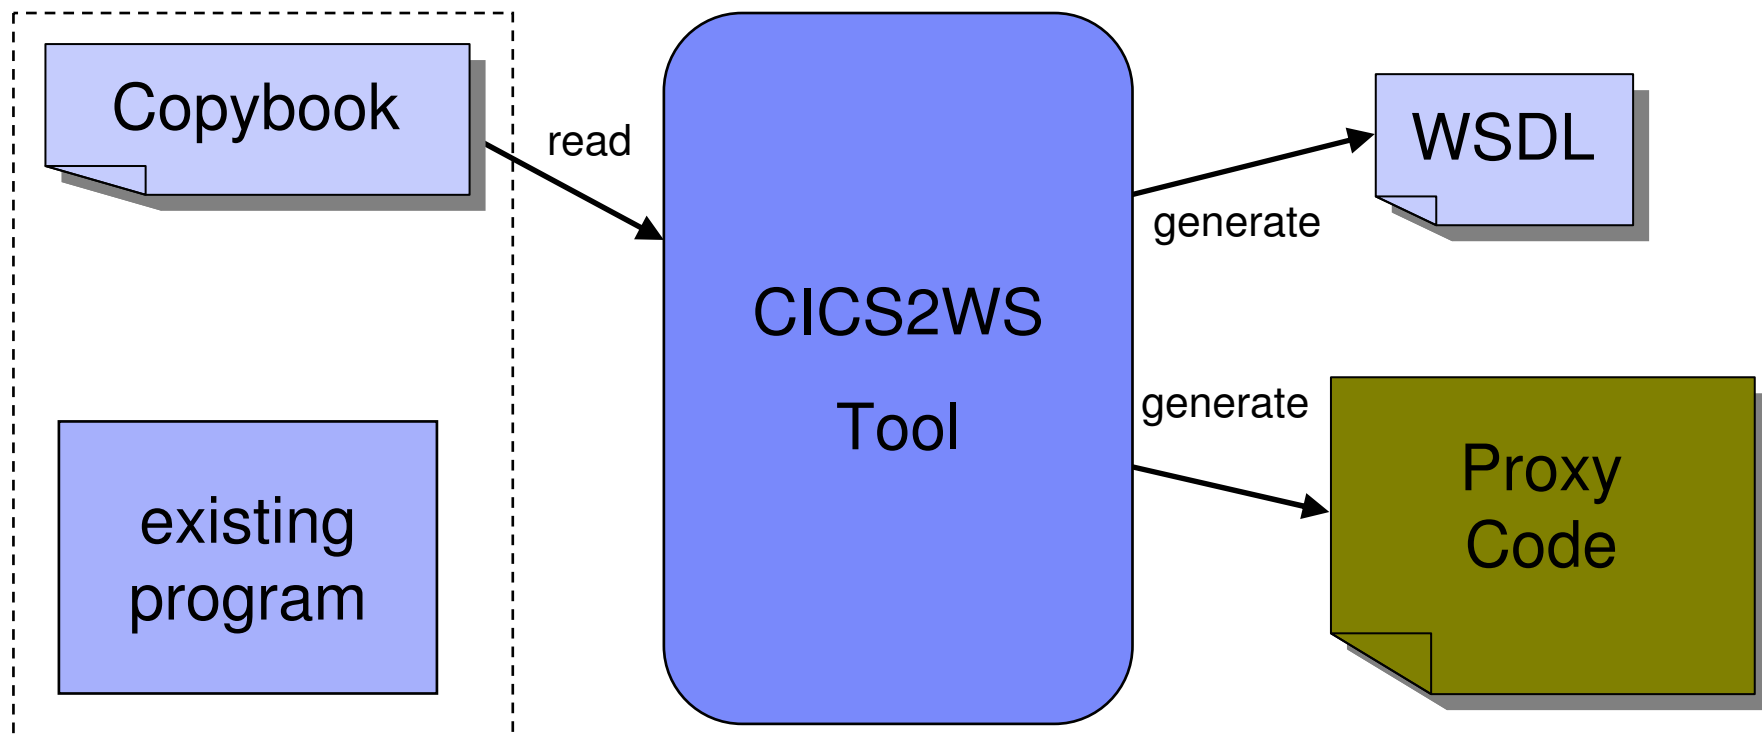 Copybook
read
existing
program
CICS2WS
Tool
generate
WSDL
generate
Proxy
Code